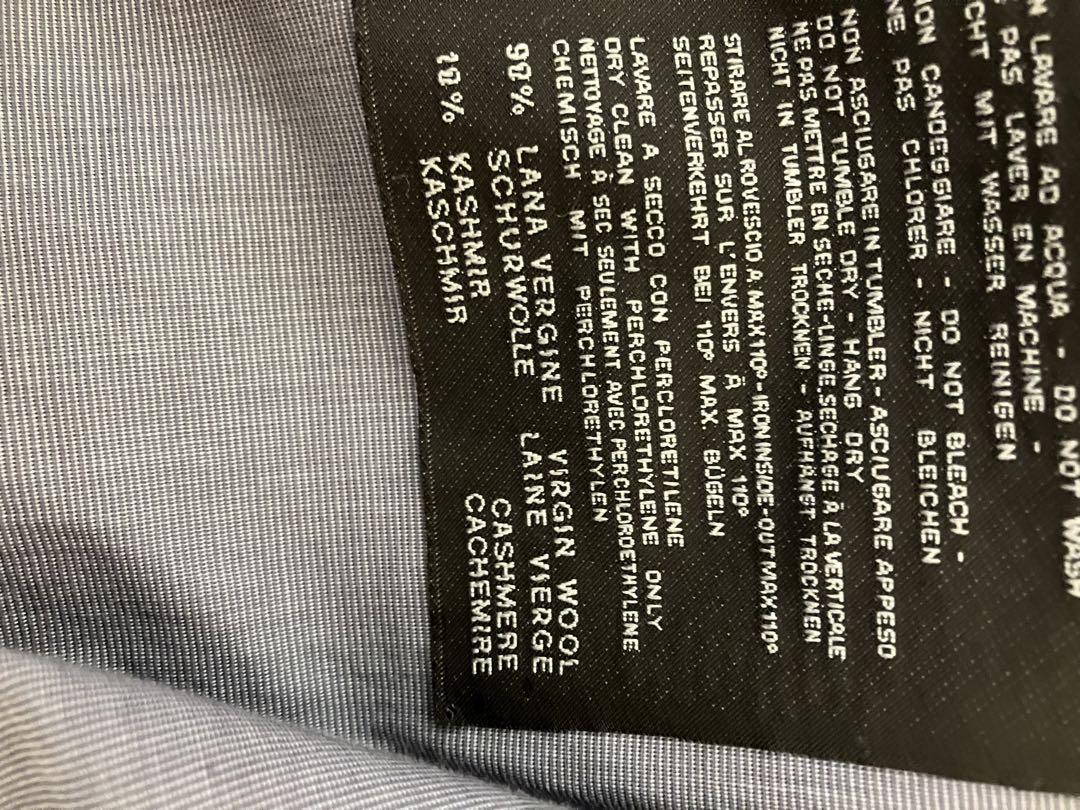 LAVARE AD ACQUA - DO NOT WASH
PAS LAVER EN MACHINE -
MIT WASSER REINIGEN
CANDEGGIARE - DO NOT BLEACH -
NE PAS CHLORER - NICHT BLEICHEN
NON ASCIUGARE IN TUMBLER - ASCIUGARE APPESO
DO NOT TUMBLE DRY - HANG DRY
NE PAS METTRE EN SECHE-LINGE, SECHAGE À LA VERTICALE
NICHT IN TUMBLER TROCKNEN - AUFHÄNGT TROCKNEN
STIRARE AL ROVESCIO A MAX 110° - IRON INSIDE-OUT MAX 110°
REPASSER SUR L'ENVERS À MAX 110°
SEITENVERKEHRT BEI 110° MAX. BÜGELN
LAVARE A SECCO CON PERCLORETILENE
DRY CLEAN WITH PERCHLORETHYLENE ONLY
NETTOYAGE À SEC SEULEMENT AVEC PERCHLOROETHYLENE
CHEMISCH MIT PERCHLORETHYLEN
90% LANA VERGINE VIRGIN WOOL
SCHURWOLLE LAINE VIERGE
10% KASHMIR CASHMERE
KASCHMIR CACHEMIRE